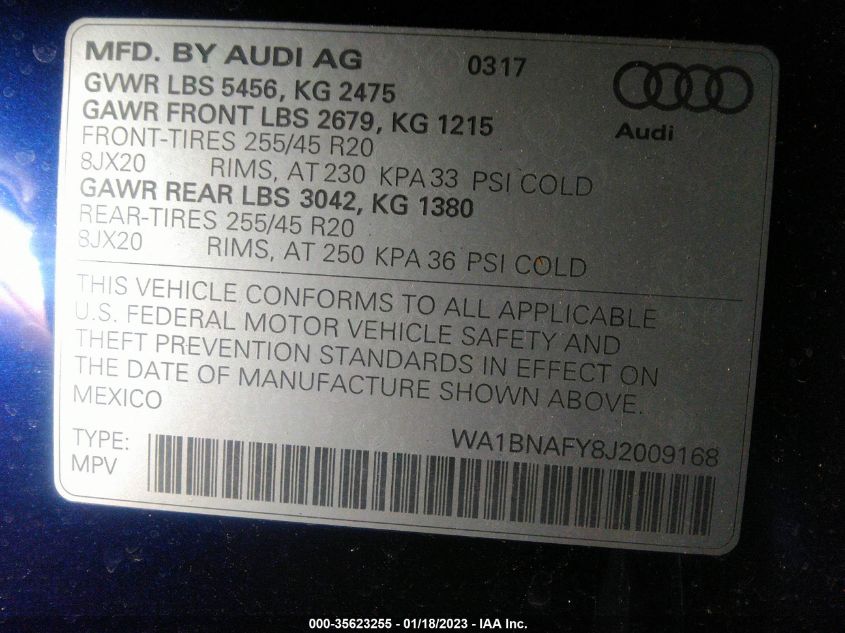 MFD. BY AUDI AG 0317
GVWR LBS 5456, KG 2475
GAWR FRONT LBS 2679, KG 1215
Audi
FRONT-TIRES 255/45 R20
8JX20 RIMS, AT 230 KPA 33 PSI COLD
GAWR REAR LBS 3042, KG 1380
REAR-TIRES 255/45 R20
8JX20 RIMS, AT 250 KPA 36 PSI COLD
THIS VEHICLE CONFORMS TO ALL APPLICABLE
U.S. FEDERAL MOTOR VEHICLE SAFETY AND
THEFT PREVENTION STANDARDS IN EFFECT ON
THE DATE OF MANUFACTURE SHOWN ABOVE.
MEXICO
WA1BNAFY8J2009168
TYPE:
MPV
000-35623255 - 01/18/2023 - IAA Inc.